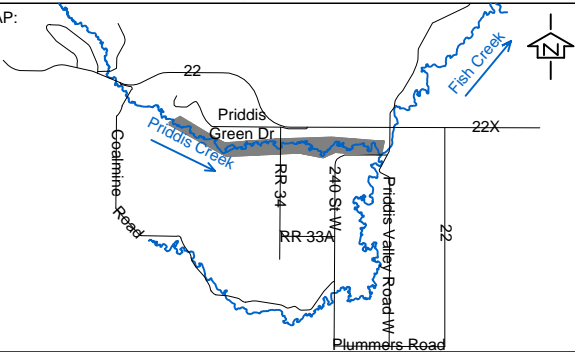 AP:
22
Priddis
Green Dr
Priddis Creek
Fish Creek
N
22X
Coalmine
Road
RR 34
240 St W
RR 33A
Priddis Valley Road W
22
Plummers Road